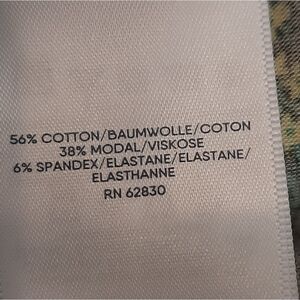 56% COTTON/BAUMWOLLE/COTON
38% MODAL/VISKOSE
6% SPANDEX/ELASTANE/ELASTANE/
ELASTHANNE
RN 62830